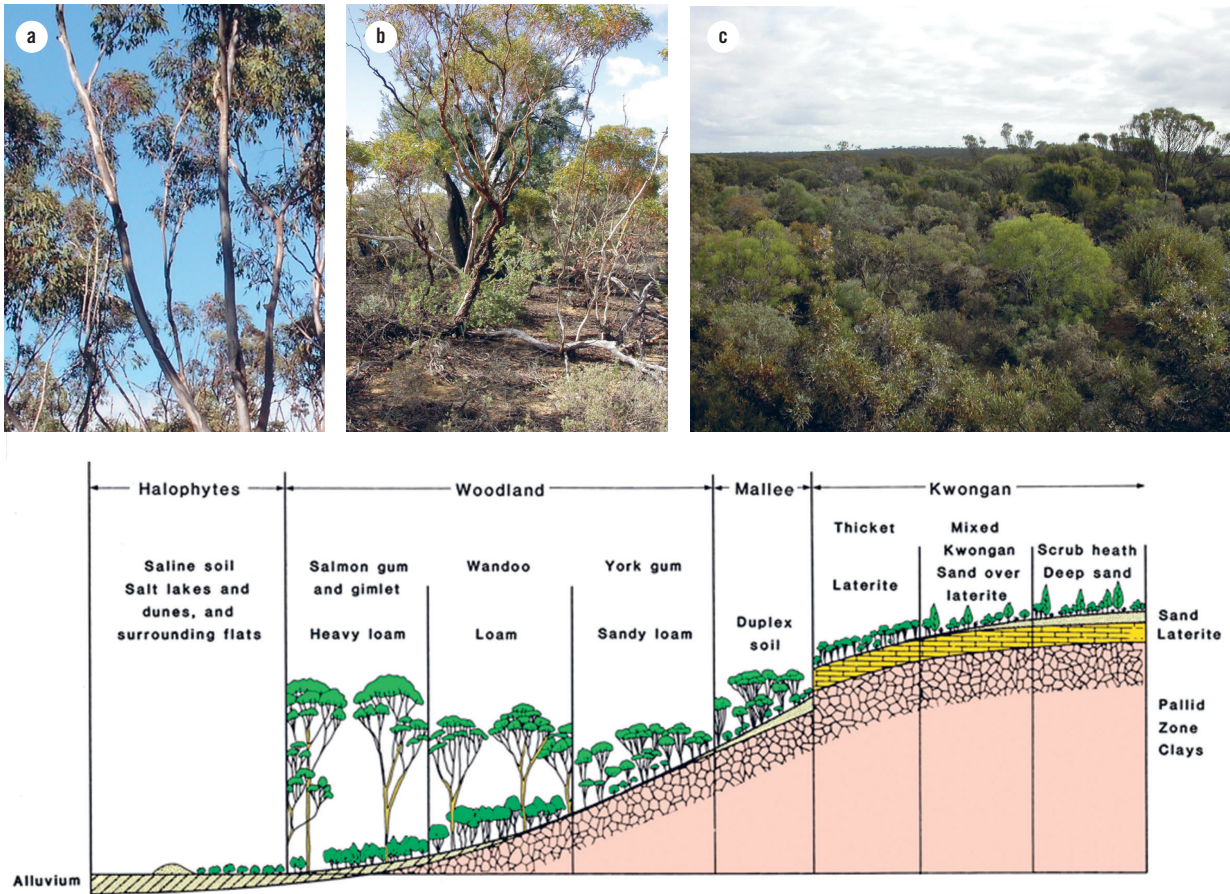 a
b
c
Halophytes
Woodland
Mallee
Kwongan
Saline soil
Salt lakes and
dunes, and
surrounding flats
Salmon gum
and gimlet
Heavy loam
Wandoo
Loam
York gum
Sandy loam
Duplex
soil
Thicket
Laterite
Mixed
Kwongan
Sand over
laterite
Scrub heath
Deep sand
Sand
Laterite
Pallid
Zone
Clays
Alluvium